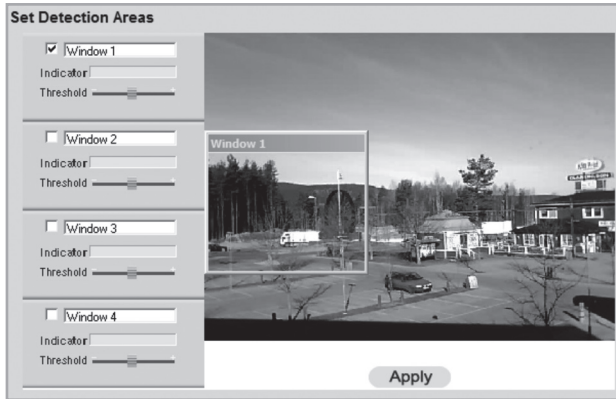 Set Detection Areas
Window 1
Indicator
Threshold
Window 2
Indicator
Threshold
Window 3
Indicator
Threshold
Window 4
Indicator
Threshold
Window 1
Apply